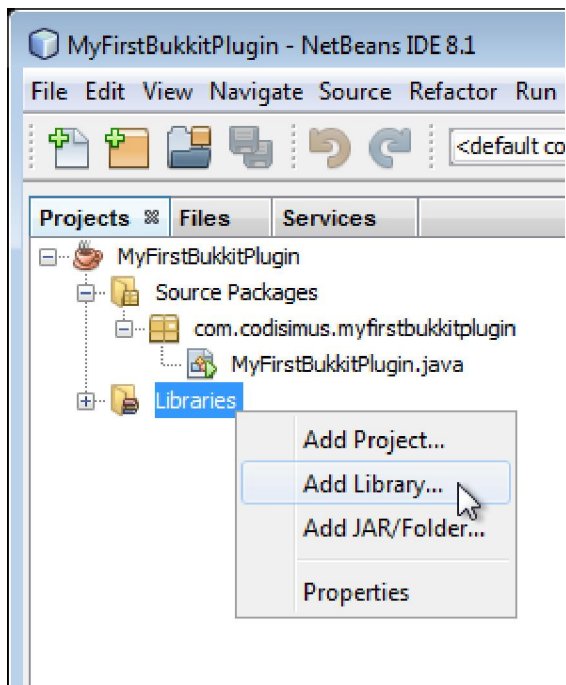 MyFirstBukkitPlugin - NetBeans IDE 8.1
File Edit View Navigate Source Refactor Run
<default co
Projects Files Services
MyFirstBukkitPlugin
Source Packages
com.codisimus.myfirstbukkitplugin
MyFirstBukkitPlugin.java
Libraries
Add Project...
Add Library...
Add JAR/Folder...
Properties